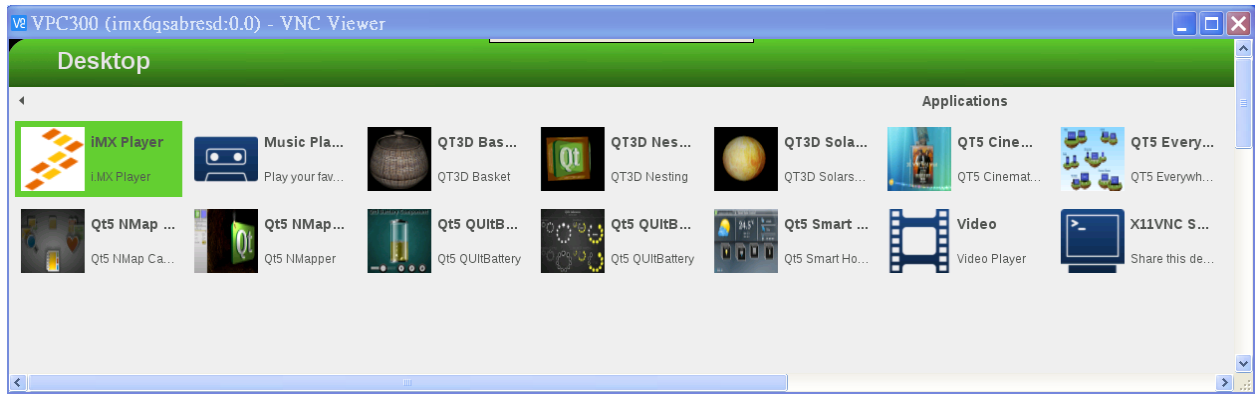 VPC300 (imx6qsabresd:0.0) - VNC Viewer
Desktop
Applications
iMX Player
i.MX Player
Music Pla...
Play your fav...
QT3D Bas...
QT3D Basket
QT3D Nes...
QT3D Nesting
QT3D Sola...
QT3D Solars...
QT5 Cine...
QT5 Cinemat...
QT5 Every...
QT5 Everywh...
Qt5 NMap ...
Qt5 NMap Ca...
Qt5 NMap...
Qt5 NMapper
Qt5 QUItB...
Qt5 QUItBattery
Qt5 QUItB...
Qt5 QUItBattery
Qt5 Smart ...
Qt5 Smart Ho...
Video
Video Player
X11VNC S...
Share this de...